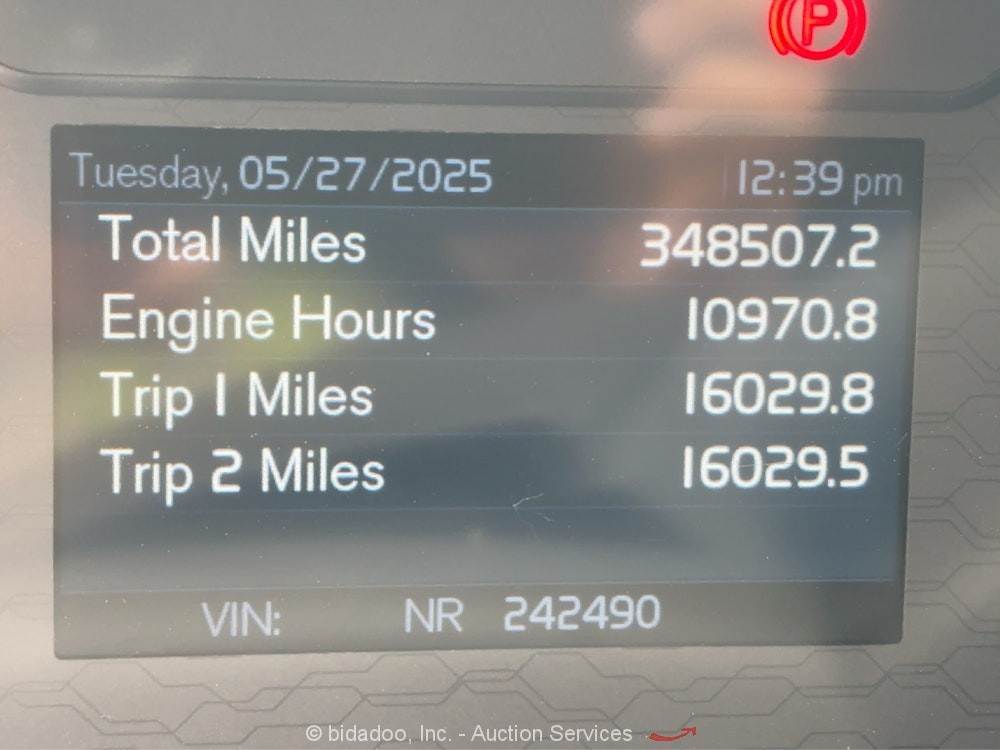 P
Tuesday, 05/27/2025 12:39 pm
Total Miles 348507.2
Engine Hours 10970.8
Trip 1 Miles 16029.8
Trip 2 Miles 16029.5
VIN: NR 242490
© bidadoo, Inc. - Auction Services